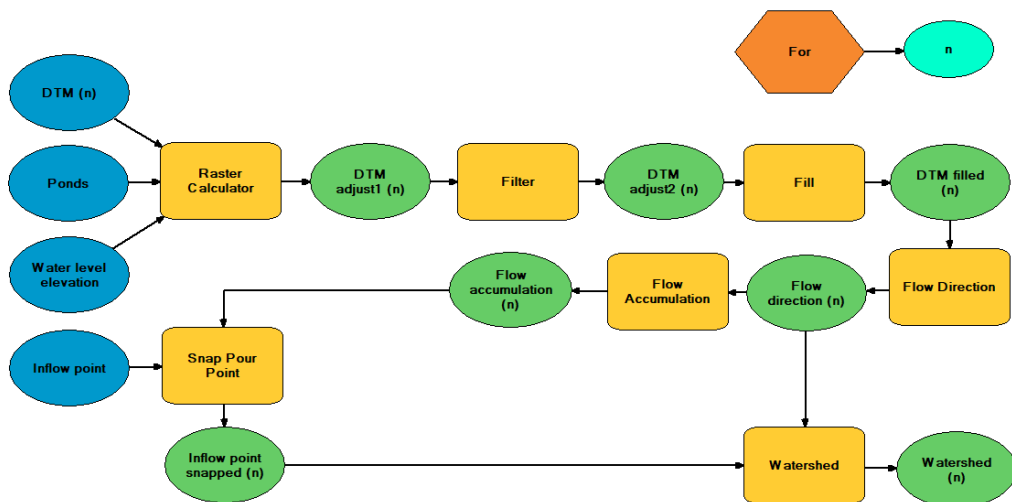 For
n
DTM (n)
Ponds
Water level
elevation
Raster
Calculator
DTM
adjust1 (n)
Filter
DTM
adjust2 (n)
Fill
DTM filled
(n)
Flow Direction
Flow
direction (n)
Flow
Accumulation
Flow
accumulation
(n)
Inflow point
Snap Pour
Point
Inflow point
snapped (n)
Watershed
Watershed
(n)